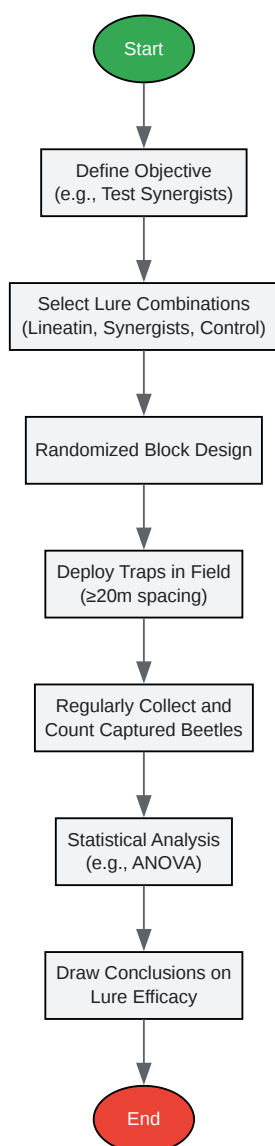 Start
Define Objective
(e.g., Test Synergists)
Select Lure Combinations
(Lineatin, Synergists, Control)
Randomized Block Design
Deploy Traps in Field
(≥20m spacing)
Regularly Collect and
Count Captured Beetles
Statistical Analysis
(e.g., ANOVA)
Draw Conclusions on
Lure Efficacy
End